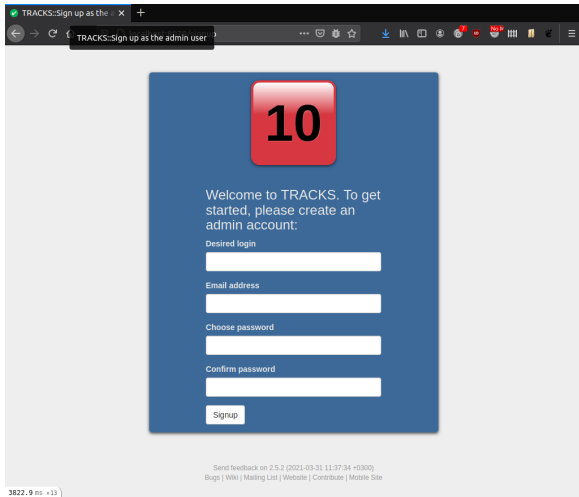 TRACKS::Sign up as the a
TRACKS::Sign up as the admin user
7
10
Welcome to TRACKS. To get
started, please create an
admin account:
Desired login
Email address
Choose password
Confirm password
Signup
Send feedback on 2.5.2 (2021-03-31 11:37:34 +0300)
Bugs | Wiki | Mailing List | Website | Contribute | Mobile Site
3822.9 ms ×13